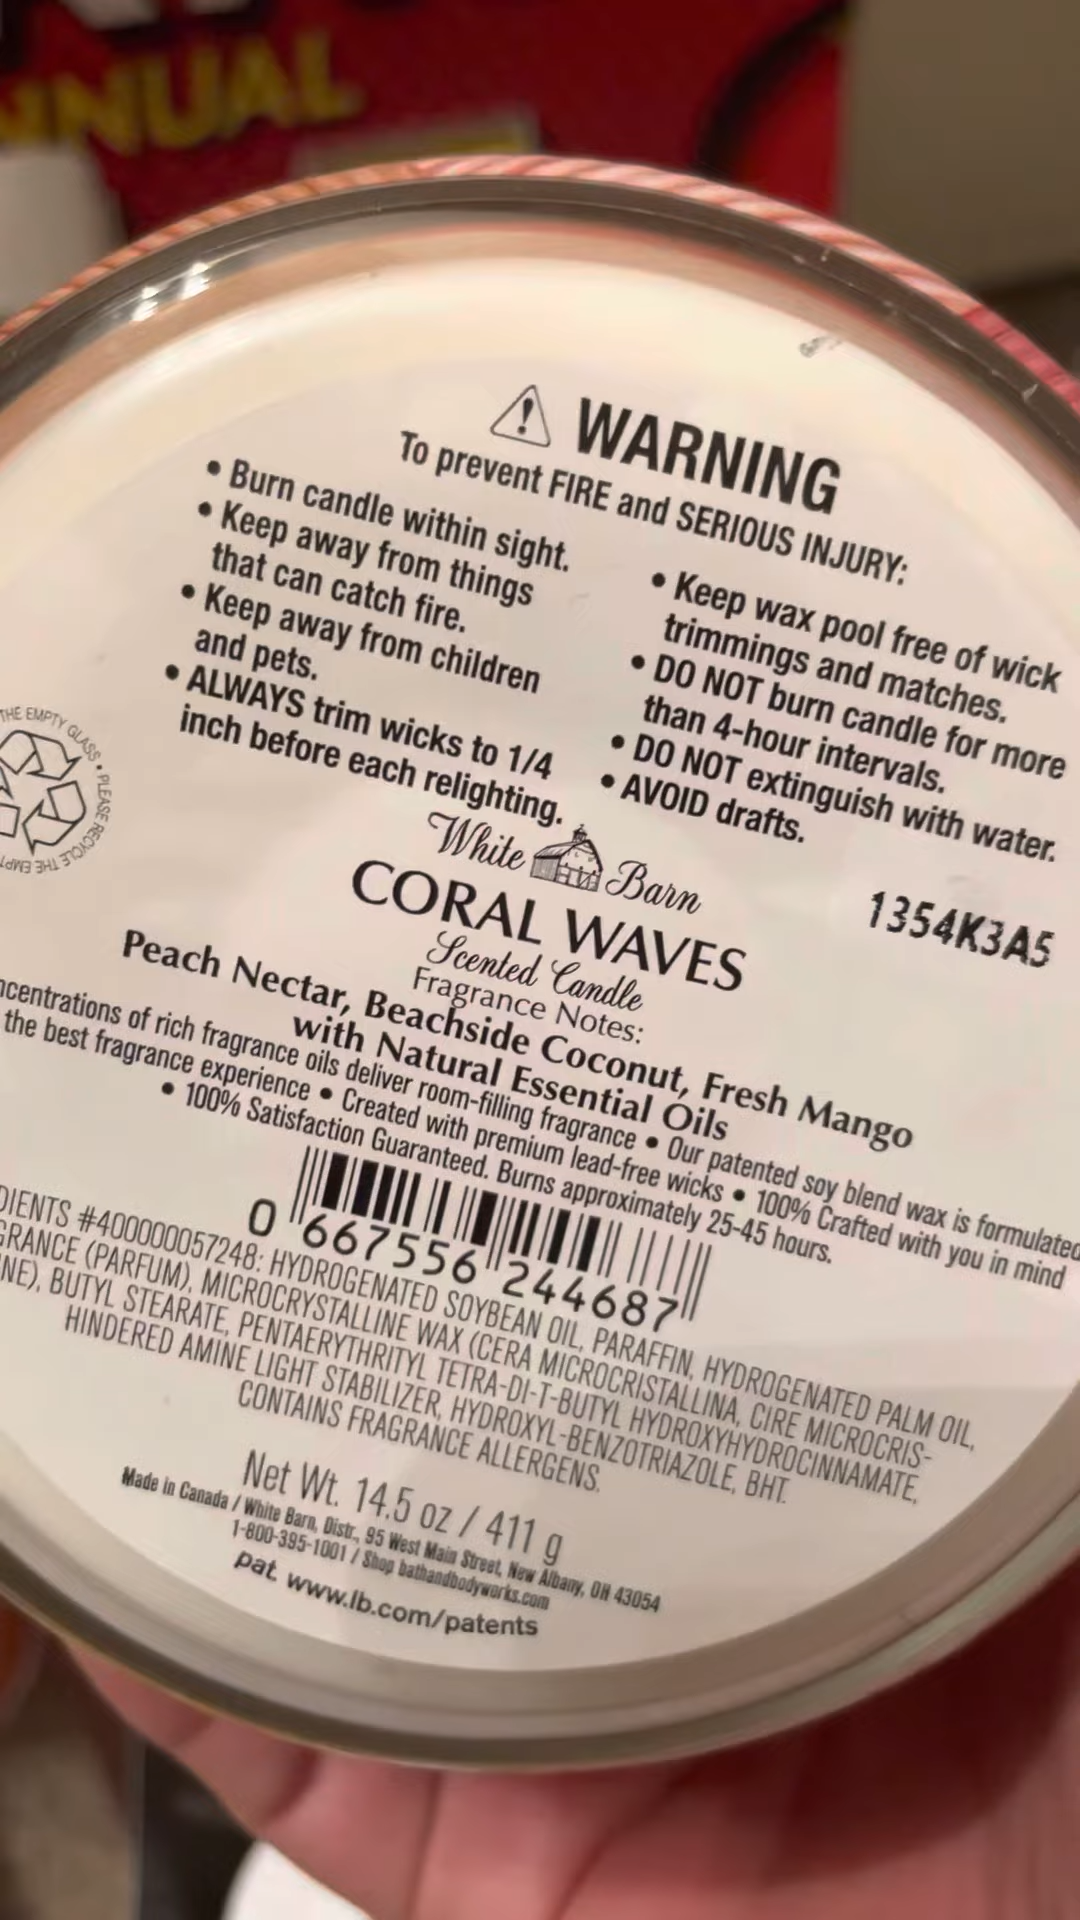 NNUAL
WARNING
To prevent FIRE and SERIOUS INJURY:
• Burn candle within sight.
• Keep away from things
that can catch fire.
• Keep away from children
and pets.
• ALWAYS trim wicks to 1/4
inch before each relighting.
• Keep wax pool free of wick
trimmings and matches.
• DO NOT burn candle for more
than 4-hour intervals.
• DO NOT extinguish with water.
• AVOID drafts.
THE EMPTY GLASS • PLEASE RECYCLE THE EMPT
White Barn
1354K3A5
CORAL WAVES
Scented Candle
Fragrance Notes:
Peach Nectar, Beachside Coconut, Fresh Mango
with Natural Essential Oils
ncentrations of rich fragrance oils deliver room-filling fragrance • Our patented soy blend wax is formulated
the best fragrance experience • Created with premium lead-free wicks • 100% Crafted with you in mind
• 100% Satisfaction Guaranteed. Burns approximately 25-45 hours.
0 667556 244687
DIENTS #40000057248: HYDROGENATED SOYBEAN OIL, PARAFFIN, HYDROGENATED PALM OIL,
GRANCE (PARFUM), MICROCRYSTALLINE WAX (CERA MICROCRISTALLINA, CIRE MICROCRIS-
NE), BUTYL STEARATE, PENTAERYTHRITYL TETRA-DI-T-BUTYL HYDROXYHYDROCINNAMATE,
HINDERED AMINE LIGHT STABILIZER, HYDROXYL-BENZOTRIAZOLE, BHT.
CONTAINS FRAGRANCE ALLERGENS.
Net Wt. 14.5 oz / 411 g
Made in Canada / White Barn, Distr., 95 West Main Street, New Albany, OH 43054
1-800-395-1001 / Shop bathandbodyworks.com
pat. www.lb.com/patents